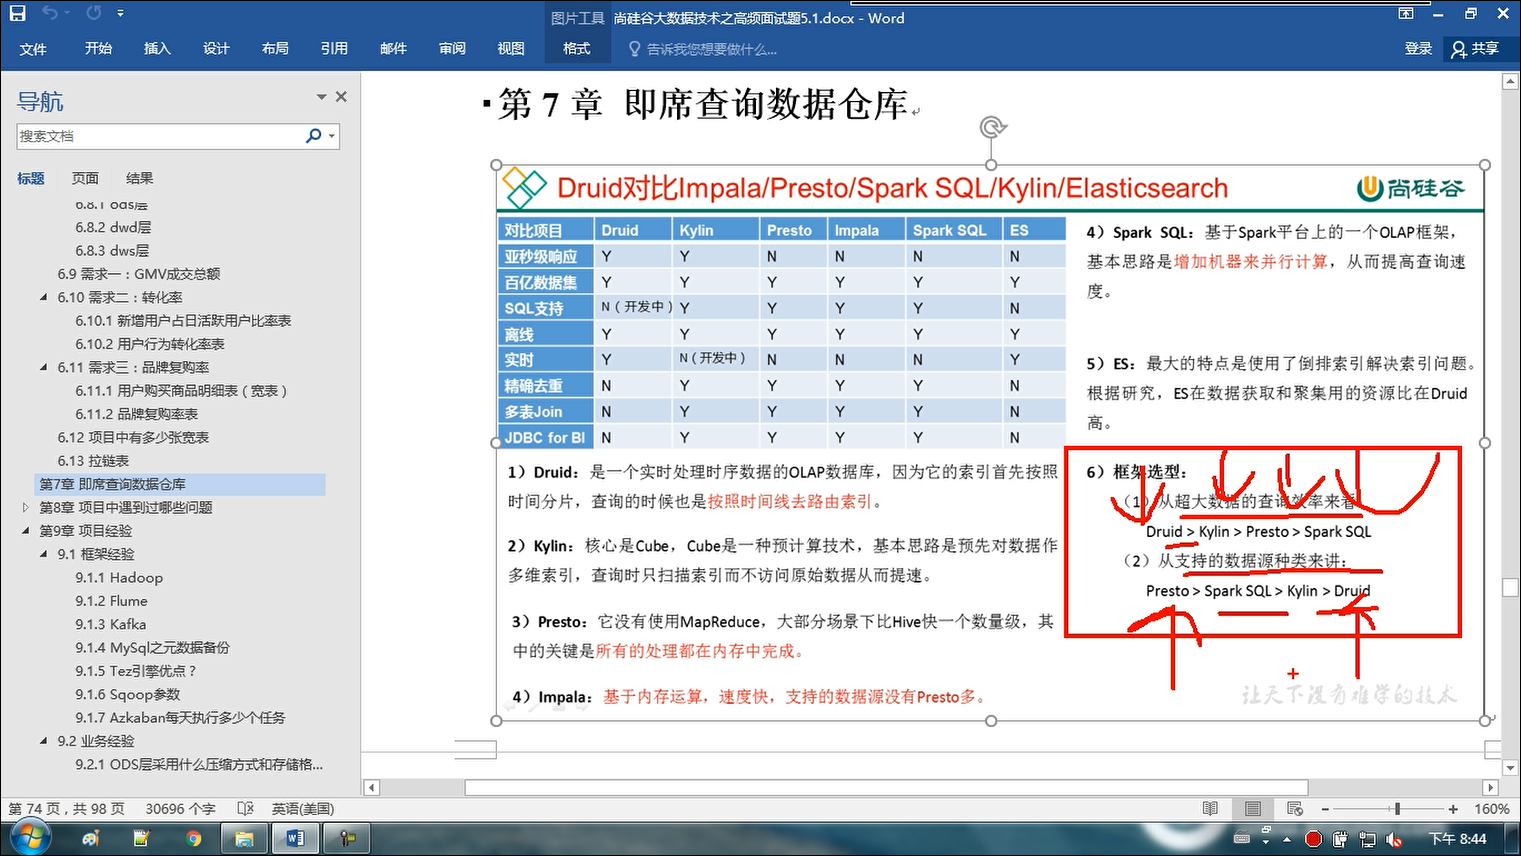 图片工具
尚硅谷大数据技术之高频面试题5.1.docx - Word
文件
开始
插入
设计
布局
引用
邮件
审阅
视图
格式
告诉我您想要做什么...
登录
共享
导航
搜索文档
标题
页面
结果
6.8.1 ods层
6.8.2 dwd层
6.8.3 dws层
6.9 需求一：GMV成交总额
6.10 需求二：转化率
6.10.1 新增用户占日活跃用户比率表
6.10.2 用户行为转化率表
6.11 需求三：品牌复购率
6.11.1 用户购买商品明细表（宽表）
6.11.2 品牌复购率表
6.12 项目中有多少张宽表
6.13 拉链表
第7章 即席查询数据仓库
第8章 项目中遇到过哪些问题
第9章 项目经验
9.1 框架经验
9.1.1 Hadoop
9.1.2 Flume
9.1.3 Kafka
9.1.4 MySql之元数据备份
9.1.5 Tez引擎优点？
9.1.6 Sqoop参数
9.1.7 Azkaban每天执行多少个任务
9.2 业务经验
9.2.1 ODS层采用什么压缩方式和存储格...
第 7 章 即席查询数据仓库
Druid对比Impala/Presto/Spark SQL/Kylin/Elasticsearch
尚硅谷
对比项目 Druid Kylin Presto Impala Spark SQL ES
亚秒级响应 Y Y N N N N
百亿数据集 Y Y Y Y Y Y
SQL支持 N（开发中） Y Y Y Y N
离线 Y Y Y Y Y Y
实时 Y N（开发中） N N N Y
精确去重 N Y Y Y Y N
多表Join N Y Y Y Y N
JDBC for BI N Y Y Y Y N
1）Druid：是一个实时处理时序数据的OLAP数据库，因为它的索引首先按照
时间分片，查询的时候也是按照时间线去路由索引。
2）Kylin：核心是Cube，Cube是一种预计算技术，基本思路是预先对数据作
多维索引，查询时只扫描索引而不访问原始数据从而提速。
3）Presto：它没有使用MapReduce，大部分场景下比Hive快一个数量级，其
中的关键是所有的处理都在内存中完成。
4）Impala：基于内存运算，速度快，支持的数据源没有Presto多。
4）Spark SQL：基于Spark平台上的一个OLAP框架，
基本思路是增加机器来并行计算，从而提高查询速
度。
5）ES：最大的特点是使用了倒排索引解决索引问题。
根据研究，ES在数据获取和聚集用的资源比在Druid
高。
6）框架选型：
（1）从超大数据的查询效率来看：
Druid > Kylin > Presto > Spark SQL
（2）从支持的数据源种类来讲：
Presto > Spark SQL > Kylin > Druid
让天下没有难学的技术
第 74 页，共 98 页
30696 个字
英语(美国)
160%
下午 8:44